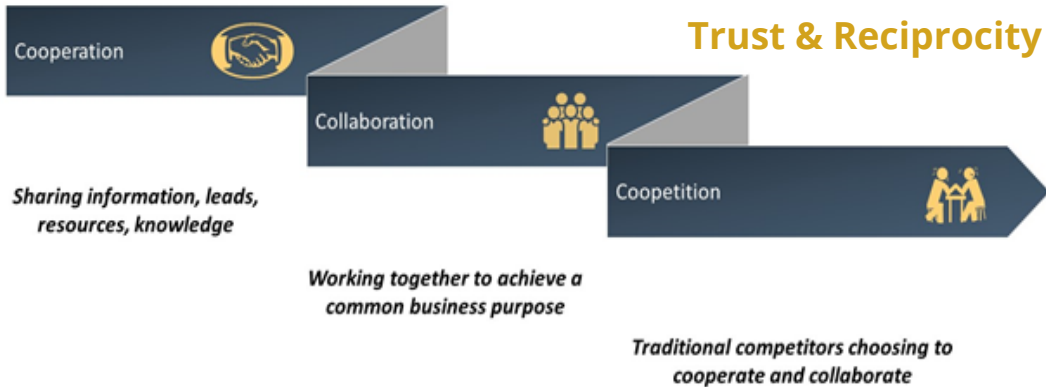 Trust & Reciprocity
Cooperation
Collaboration
Coopetition
Sharing information, leads,
resources, knowledge
Working together to achieve a
common business purpose
Traditional competitors choosing to
cooperate and collaborate